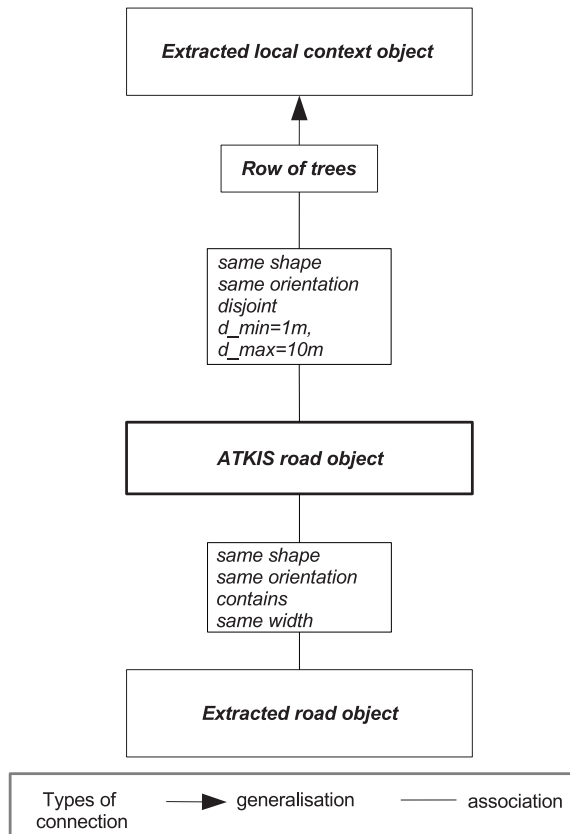 Extracted local context object
Row of trees
same shape
same orientation
disjoint
d_min=1m,
d_max=10m
ATKIS road object
same shape
same orientation
contains
same width
Extracted road object
Types of
connection
generalisation
association